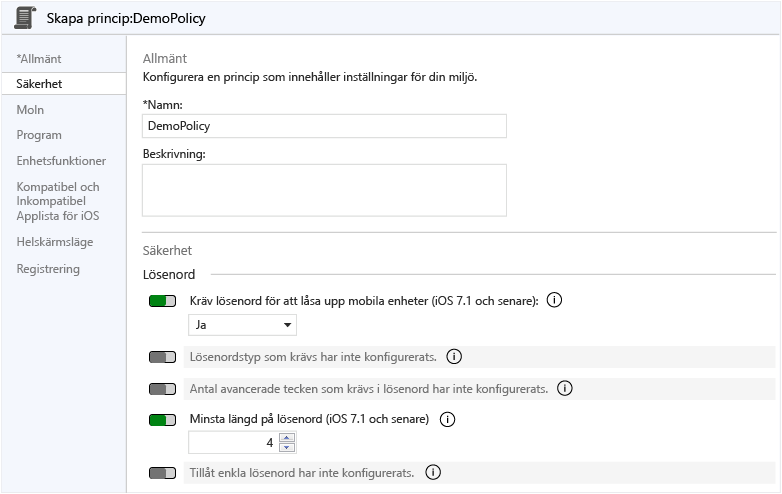 Skapa princip:DemoPolicy
*Allmänt
Säkerhet
Moln
Program
Enhetsfunktioner
Kompatibel och
Inkompatibel
Applista för iOS
Helskärmsläge
Registrering
Allmänt
Konfigurera en princip som innehåller inställningar för din miljö.
*Namn:
DemoPolicy
Beskrivning:
Säkerhet
Lösenord
Kräv lösenord för att låsa upp mobila enheter (iOS 7.1 och senare):
Ja
Lösenordstyp som krävs har inte konfigurerats.
Antal avancerade tecken som krävs i lösenord har inte konfigurerats.
Minsta längd på lösenord (iOS 7.1 och senare)
4
Tillåt enkla lösenord har inte konfigurerats.